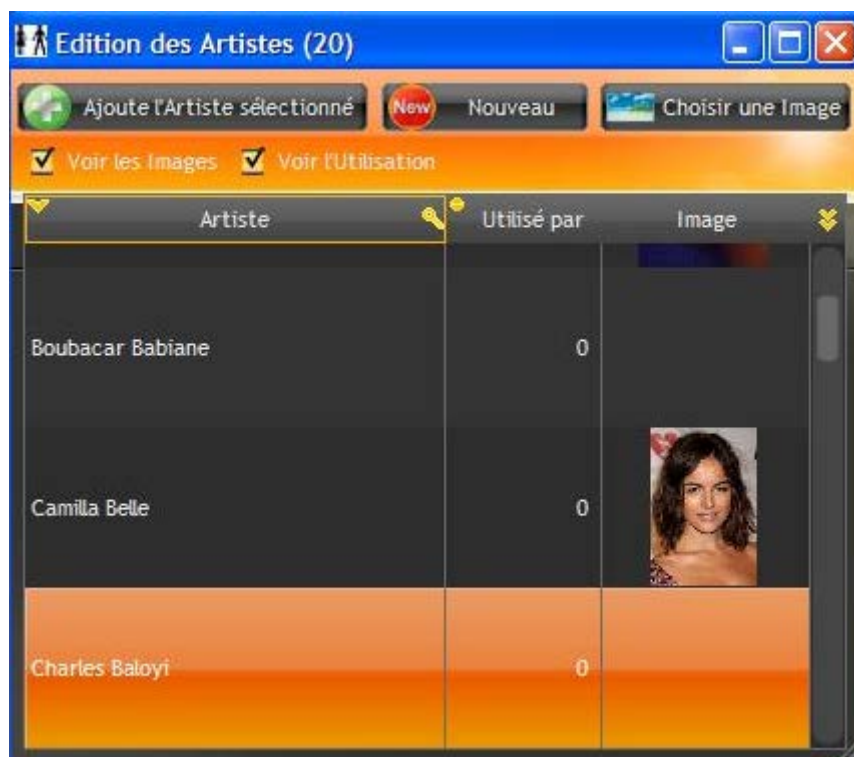 Edition des Artistes (20)
Ajoute l'Artiste sélectionné New Nouveau Choisir une Image
Voir les Images Voir l'Utilisation
Artiste Utilisé par Image
Boubacar Babiane 0
Camilla Belle 0
Charles Baloyi 0